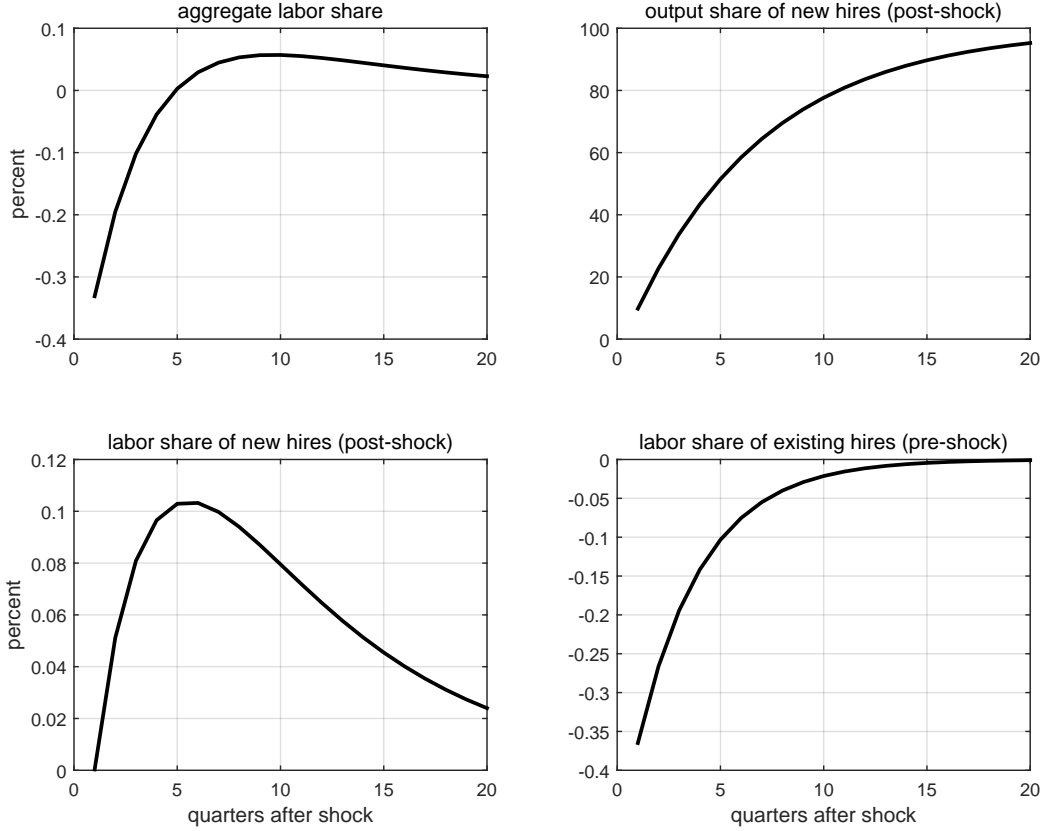 aggregate labor share
0.1
0
-0.1
-0.2
-0.3
-0.4
percent
0 5 10 15 20
output share of new hires (post-shock)
100
80
60
40
20
0
0 5 10 15 20
labor share of new hires (post-shock)
0.12
0.1
0.08
0.06
0.04
0.02
0
percent
0 5 10 15 20
quarters after shock
labor share of existing hires (pre-shock)
0
-0.05
-0.1
-0.15
-0.2
-0.25
-0.3
-0.35
-0.4
0 5 10 15 20
quarters after shock